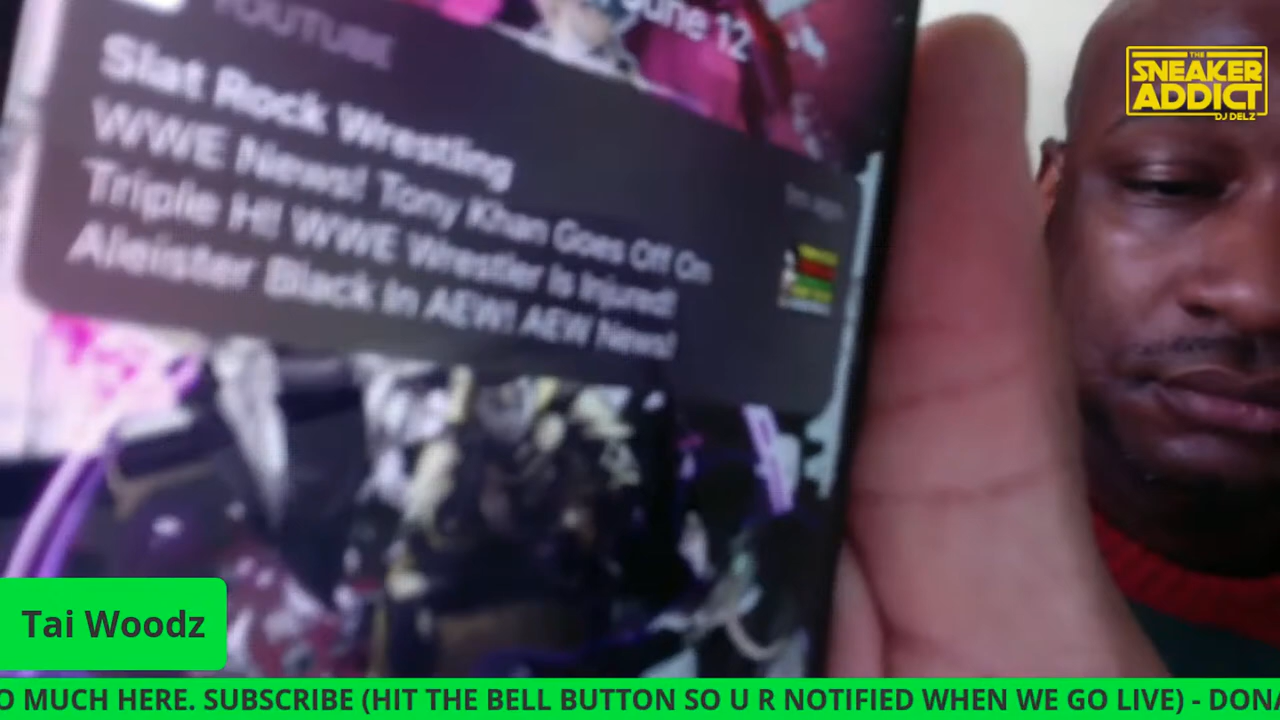 June 12
YOUTUBE
Slat Rock Wrestling
WWE News! Tony Khan Goes Off On
Triple H! WWE Wrestler Is Injured!
Aleister Black In AEW! AEW News!
THE
SNEAKER
ADDICT
DJ DELZ
Tai Woodz
O MUCH HERE. SUBSCRIBE (HIT THE BELL BUTTON SO U R NOTIFIED WHEN WE GO LIVE) - DONA